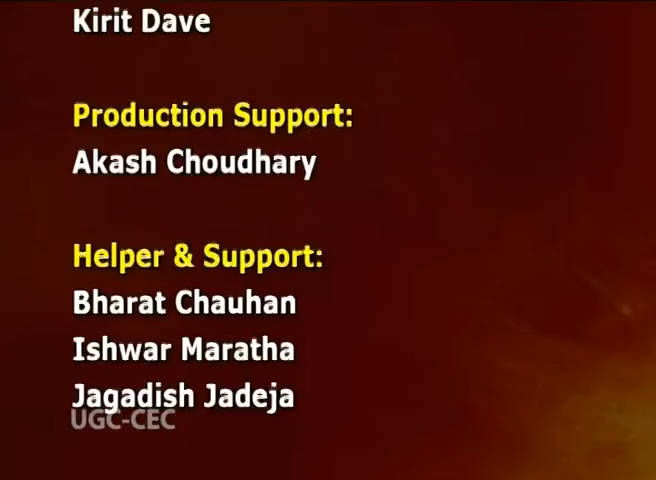 Kirit Dave
Production Support:
Akash Choudhary
Helper & Support:
Bharat Chauhan
Ishwar Maratha
Jagadish Jadeja
UGC-CEC